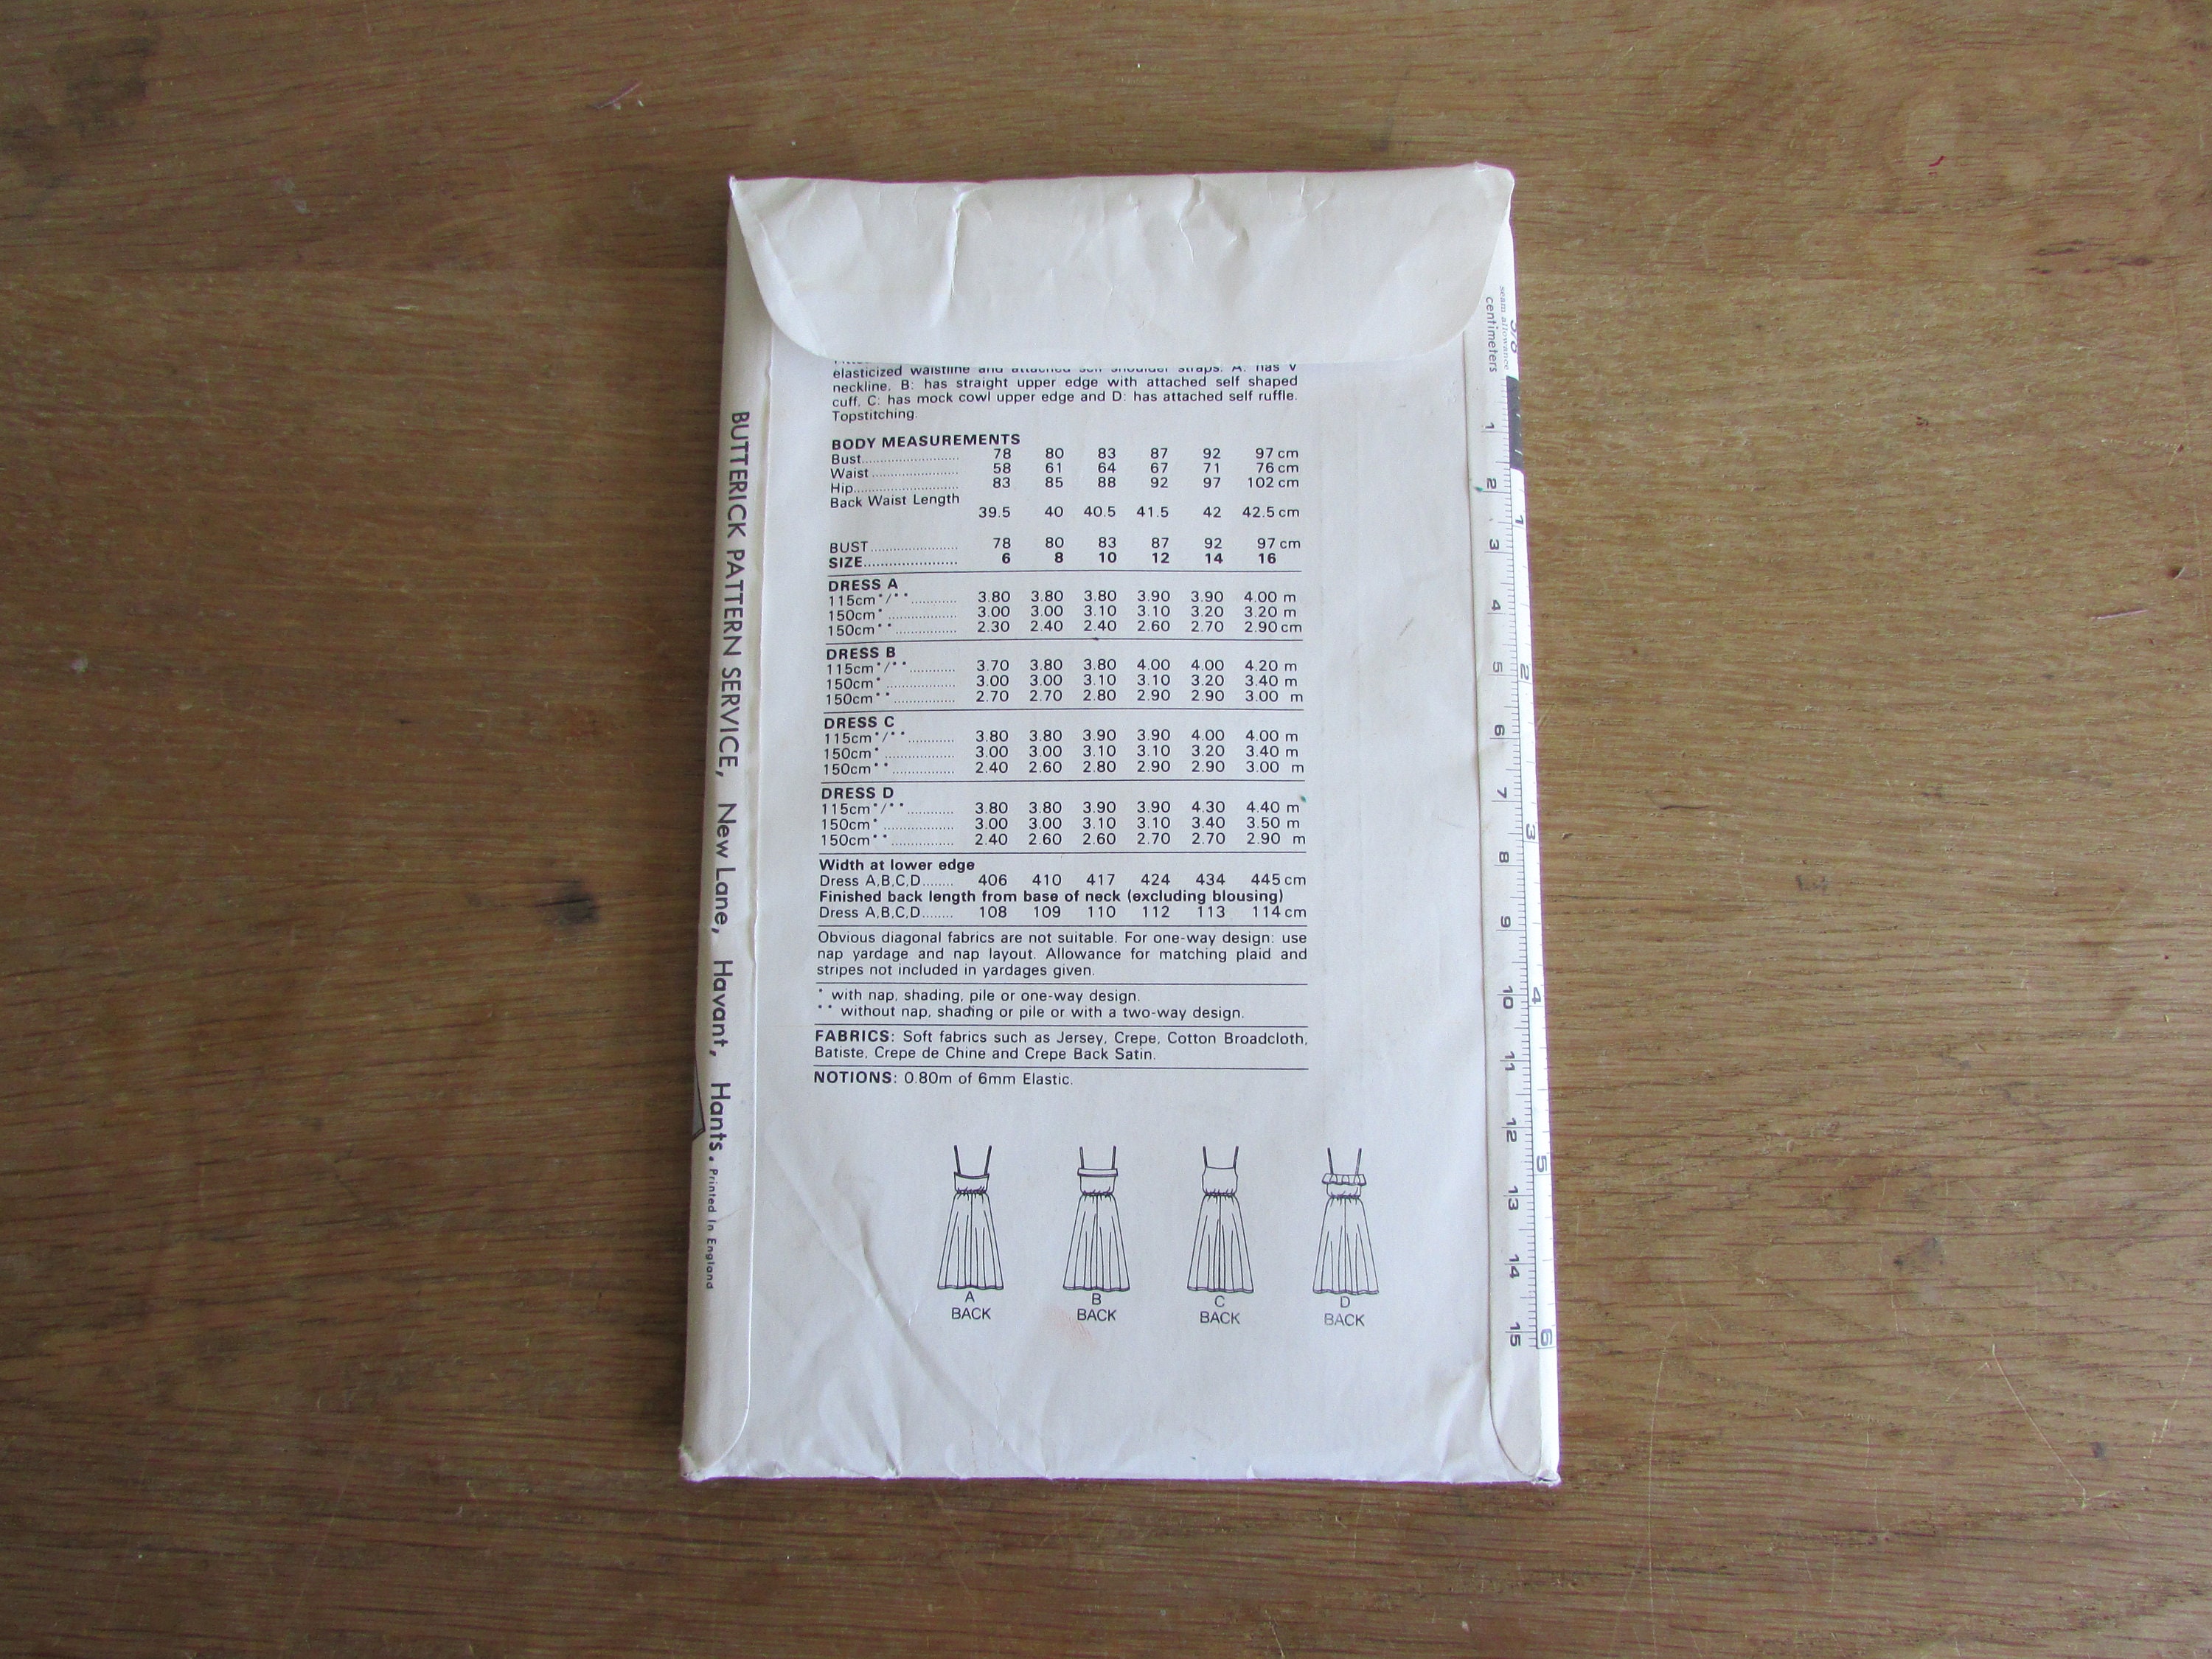 elasticized waistline and attached self shoulder straps. A: has V
neckline, B: has straight upper edge with attached self shaped
cuff, C: has mock cowl upper edge and D: has attached self ruffle.
Topstitching.
BODY MEASUREMENTS
Bust........................... 78 80 83 87 92 97 cm
Waist ........................ 58 61 64 67 71 76 cm
Hip............................. 83 85 88 92 97 102 cm
Back Waist Length
39.5 40 40.5 41.5 42 42.5 cm
BUST........................ 78 80 83 87 92 97 cm
SIZE......................... 6 8 10 12 14 16
DRESS A
115cm*/** ............ 3.80 3.80 3.80 3.90 3.90 4.00 m
150cm* ................... 3.00 3.00 3.10 3.10 3.20 3.20 m
150cm** ................. 2.30 2.40 2.40 2.60 2.70 2.90 cm
DRESS B
115cm*/** ............ 3.70 3.80 3.80 4.00 4.00 4.20 m
150cm* ................... 3.00 3.00 3.10 3.10 3.20 3.40 m
150cm** ................. 2.70 2.70 2.80 2.90 2.90 3.00 m
DRESS C
115cm*/** ............ 3.80 3.80 3.90 3.90 4.00 4.00 m
150cm* ................... 3.00 3.00 3.10 3.10 3.20 3.40 m
150cm** ................. 2.40 2.60 2.80 2.90 2.90 3.00 m
DRESS D
115cm*/** ............ 3.80 3.80 3.90 3.90 4.30 4.40 m
150cm* ................... 3.00 3.00 3.10 3.10 3.40 3.50 m
150cm** ................. 2.40 2.60 2.60 2.70 2.70 2.90 m
Width at lower edge
Dress A,B,C,D........ 406 410 417 424 434 445 cm
Finished back length from base of neck (excluding blousing)
Dress A,B,C,D........ 108 109 110 112 113 114 cm
Obvious diagonal fabrics are not suitable. For one-way design: use
nap yardage and nap layout. Allowance for matching plaid and
stripes not included in yardages given.
* with nap, shading, pile or one-way design.
** without nap, shading or pile or with a two-way design.
FABRICS: Soft fabrics such as Jersey, Crepe, Cotton Broadcloth,
Batiste, Crepe de Chine and Crepe Back Satin.
NOTIONS: 0.80m of 6mm Elastic.
A B C D
BACK BACK BACK BACK
BUTTERICK PATTERN SERVICE, New Lane, Havant, Hants. Printed in England
seam allowance
centimeters
1 2 3 4 5 6 7 8 9 10 11 12 13 14 15
1 2 3 4 5 6